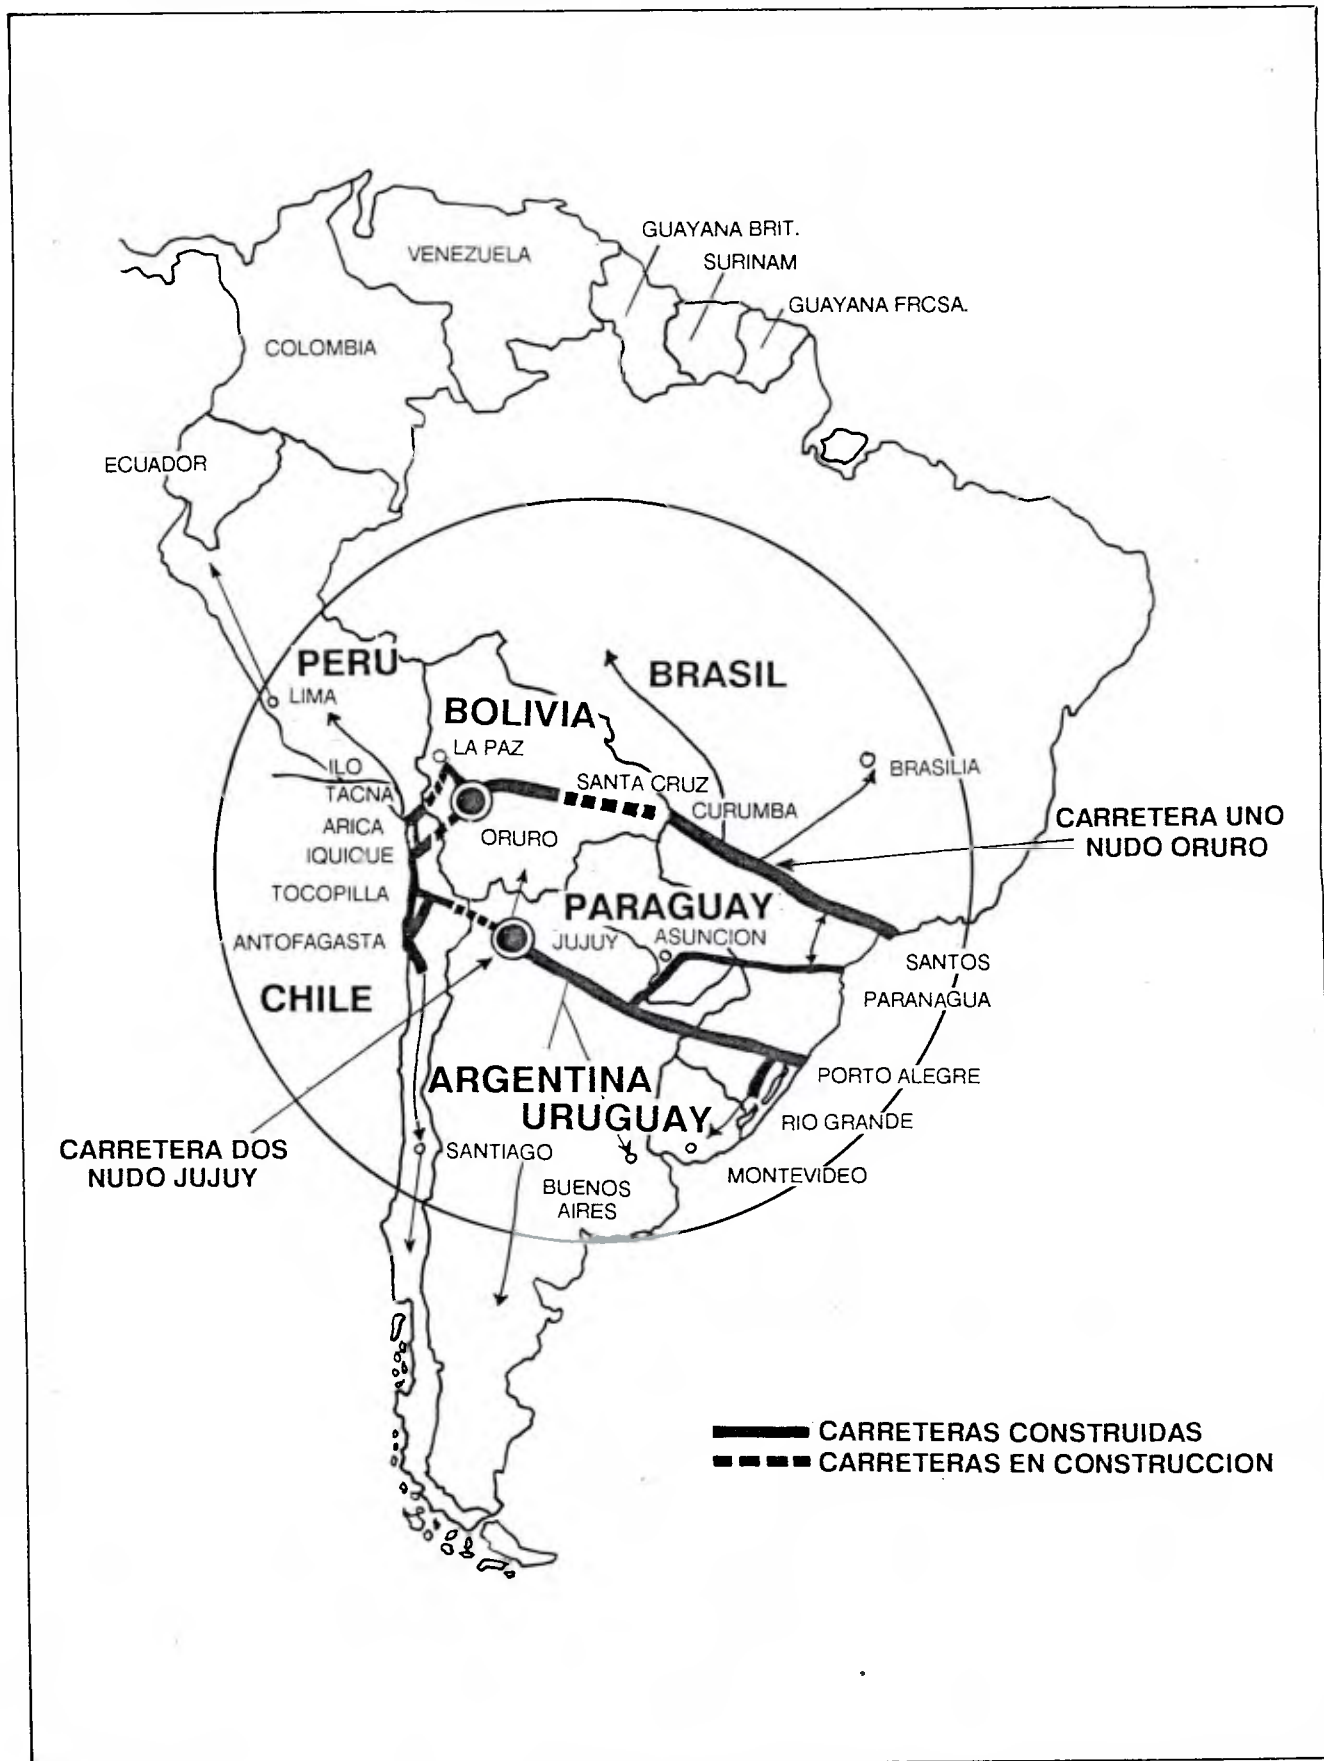 GUAYANA BRIT.
VENEZUELA
SURINAM
GUAYANA FRCSA.
COLOMBIA
ECUADOR
PERÚ
BRASIL
LIMA
BOLIVIA
LA PAZ
ILO
SANTA CRUZ
BRASILIA
TACNA
CURUMBA
ARICA
CARRETERA UNO
NUDO ORURO
ORURO
IQUIQUE
TOCOPILLA
PARAGUAY
ANTOFAGASTA
JUJUY
ASUNCION
SANTOS
CHILE
PARANAGUA
ARGENTINA
PORTO ALEGRE
URUGUAY
RIO GRANDE
CARRETERA DOS
NUDO JUJUY
SANTIAGO
MONTEVIDEO
BUENOS
AIRES
CARRETERAS CONSTRUIDAS
CARRETERAS EN CONSTRUCCION